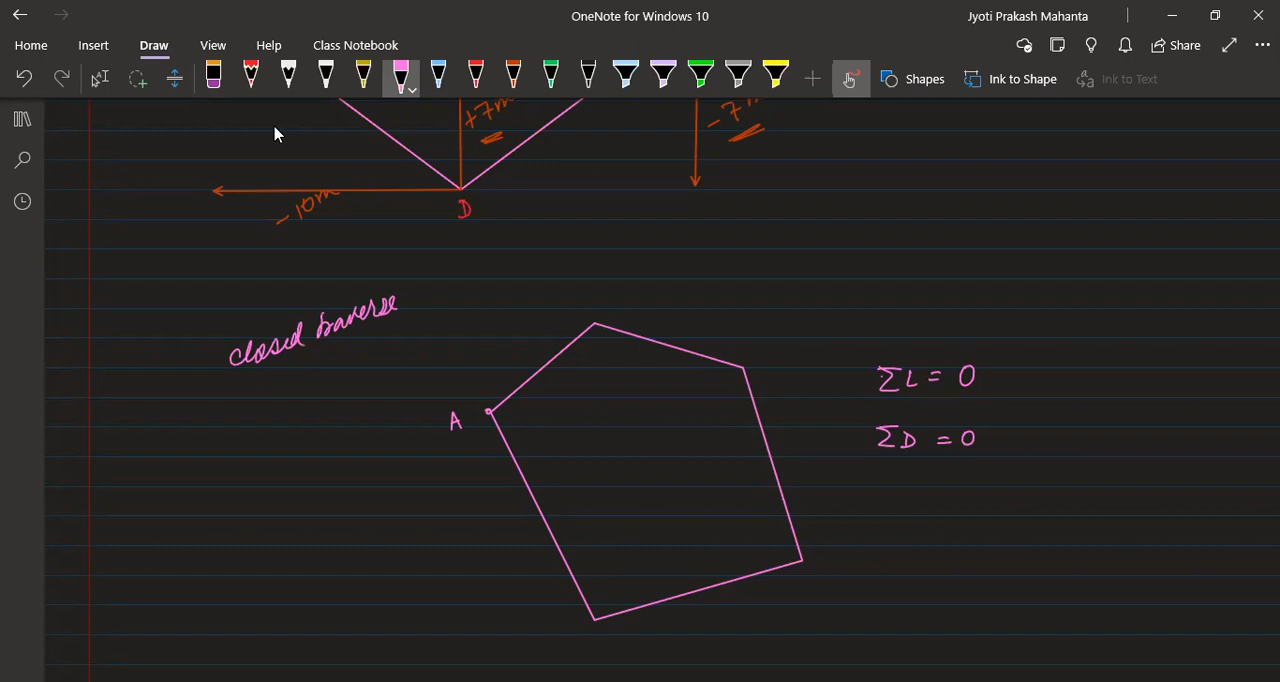 OneNote for Windows 10
Jyoti Prakash Mahanta
Home Insert Draw View Help Class Notebook
Share
Shapes Ink to Shape Ink to Text
+7m
-7
-10m
D
closed traverse
A
ΣL = 0
ΣD = 0